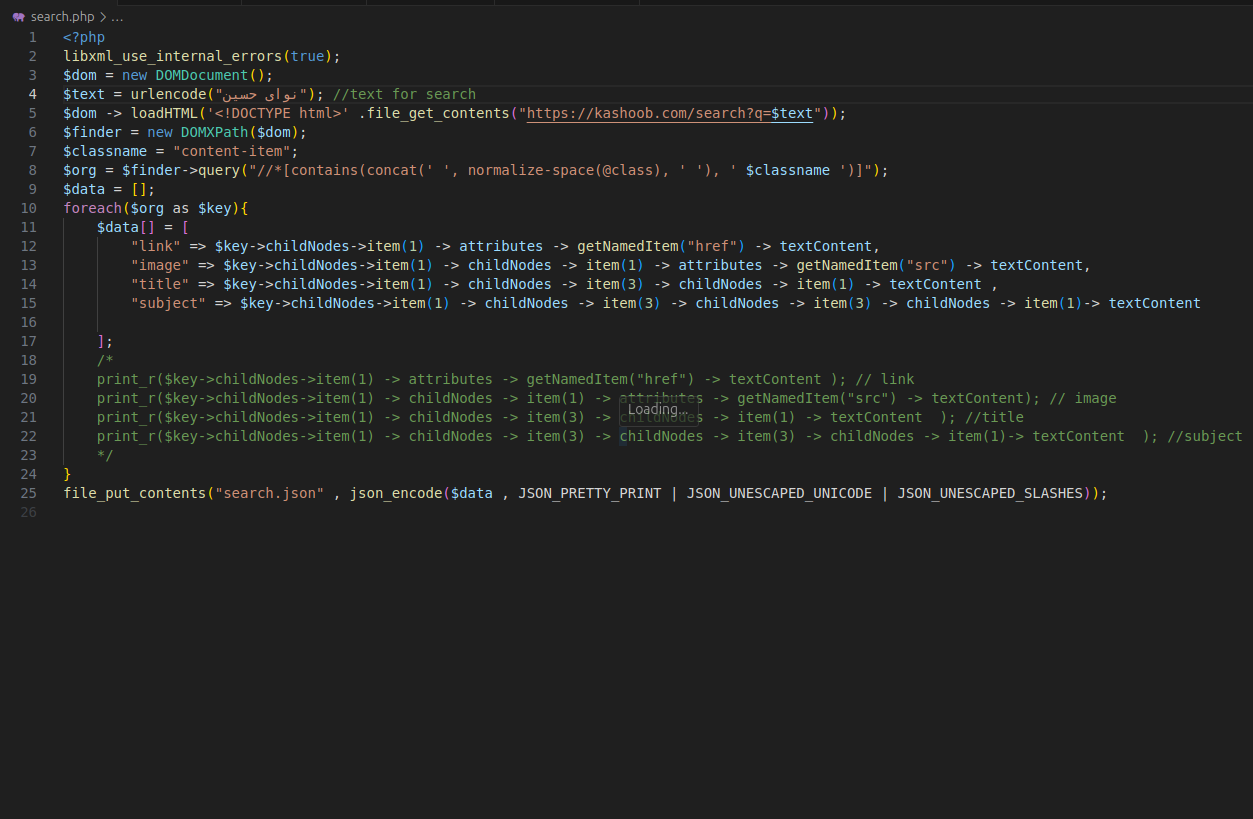 search.php > ...
1 <?php
2 libxml_use_internal_errors(true);
3 $dom = new DOMDocument();
4 $text = urlencode("نوای حسین"); //text for search
5 $dom -> loadHTML('<!DOCTYPE html>' .file_get_contents("https://kashoob.com/search?q=$text"));
6 $finder = new DOMXPath($dom);
7 $classname = "content-item";
8 $org = $finder->query("//*[contains(concat(' ', normalize-space(@class), ' '), ' $classname ')]");
9 $data = [];
10 foreach($org as $key){
11 $data[] = [
12 "link" => $key->childNodes->item(1) -> attributes -> getNamedItem("href") -> textContent,
13 "image" => $key->childNodes->item(1) -> childNodes -> item(1) -> attributes -> getNamedItem("src") -> textContent,
14 "title" => $key->childNodes->item(1) -> childNodes -> item(3) -> childNodes -> item(1) -> textContent ,
15 "subject" => $key->childNodes->item(1) -> childNodes -> item(3) -> childNodes -> item(3) -> childNodes -> item(1)-> textContent
16
17 ];
18 /*
19 print_r($key->childNodes->item(1) -> attributes -> getNamedItem("href") -> textContent ); // link
20 print_r($key->childNodes->item(1) -> childNodes -> item(1) -> attributes -> getNamedItem("src") -> textContent); // image
Loading...
21 print_r($key->childNodes->item(1) -> childNodes -> item(3) -> childNodes -> item(1) -> textContent ); //title
22 print_r($key->childNodes->item(1) -> childNodes -> item(3) -> childNodes -> item(3) -> childNodes -> item(1)-> textContent ); //subject
23 */
24 }
25 file_put_contents("search.json" , json_encode($data , JSON_PRETTY_PRINT | JSON_UNESCAPED_UNICODE | JSON_UNESCAPED_SLASHES));
26